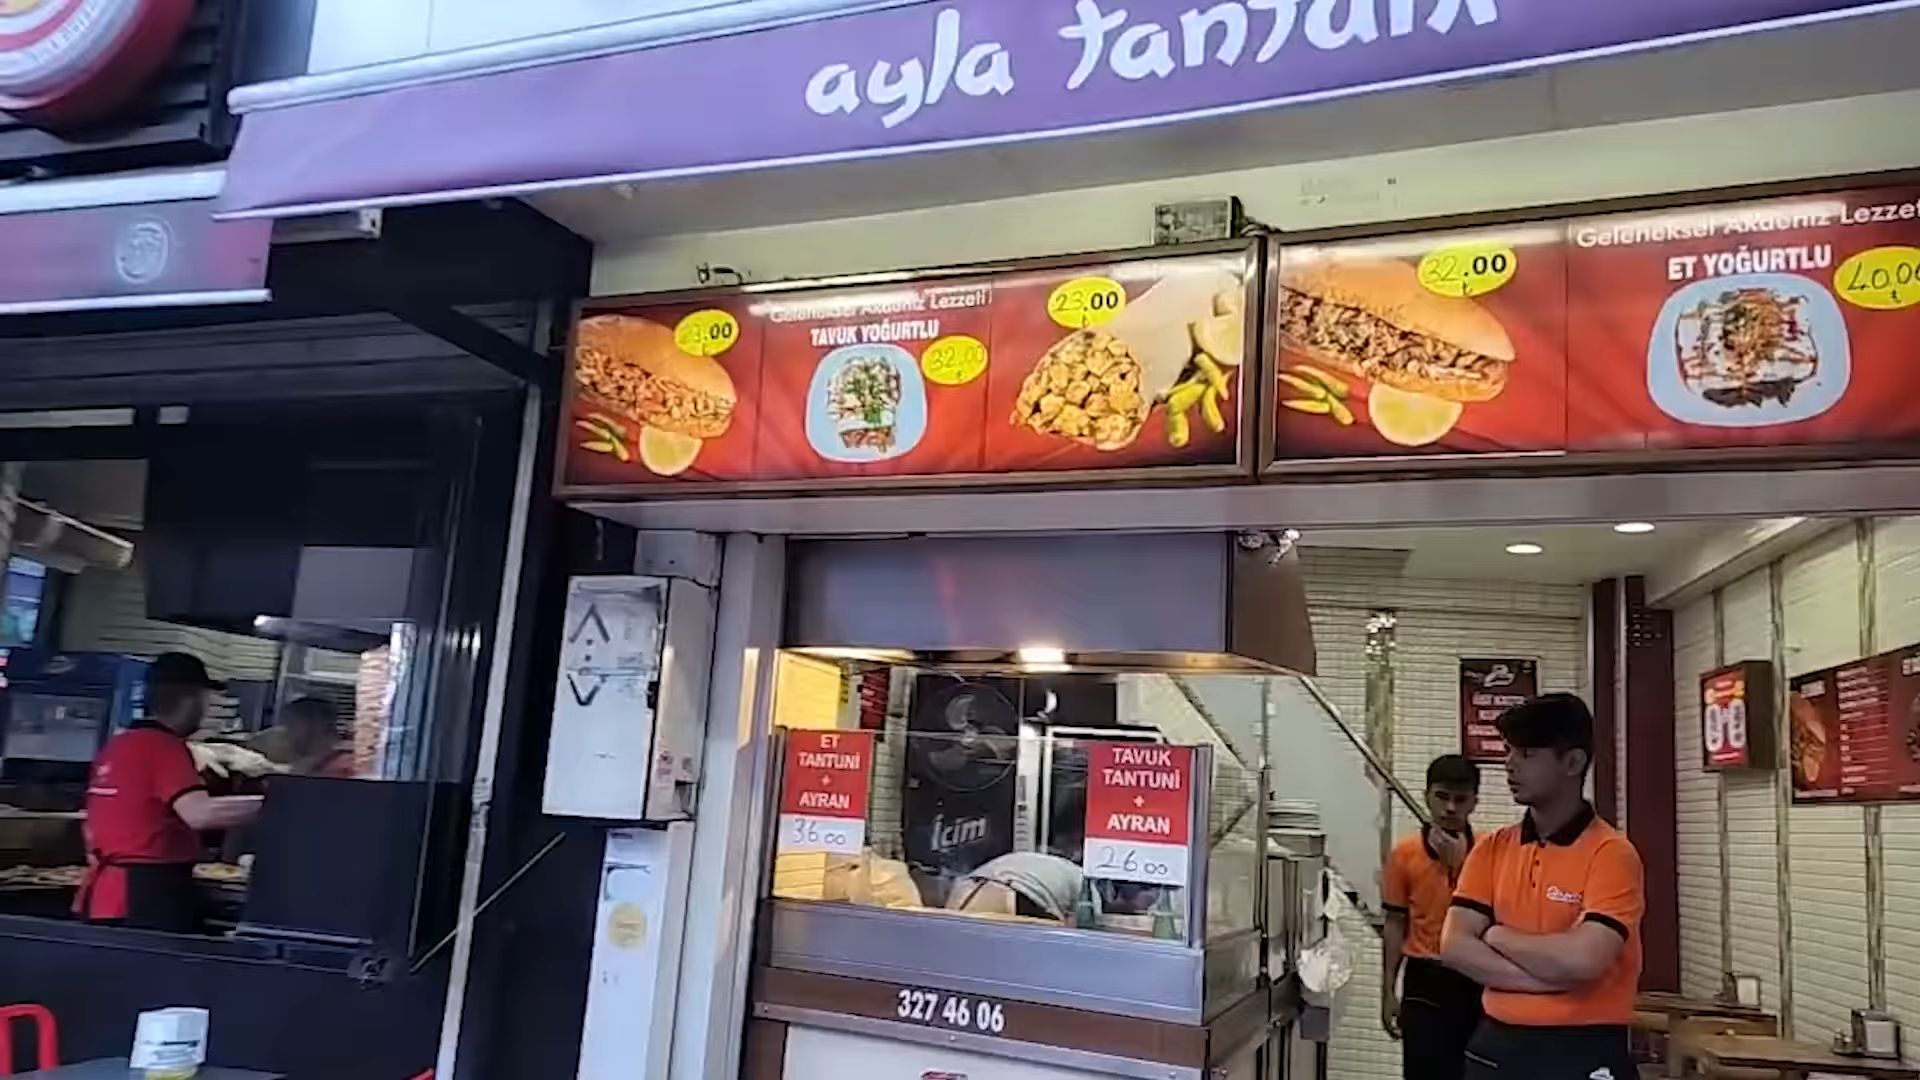 ayla tantuni
Geleneksel Akdeniz Lezzeti
TAVUK YOĞURTLU
23.00
32.00
23.00
32.00
Geleneksel Akdeniz Lezzeti
ET YOĞURTLU
40.00
ET
TANTUNİ
+
AYRAN
36 00
TAVUK
TANTUNİ
+
AYRAN
26 00
İcim
327 46 06